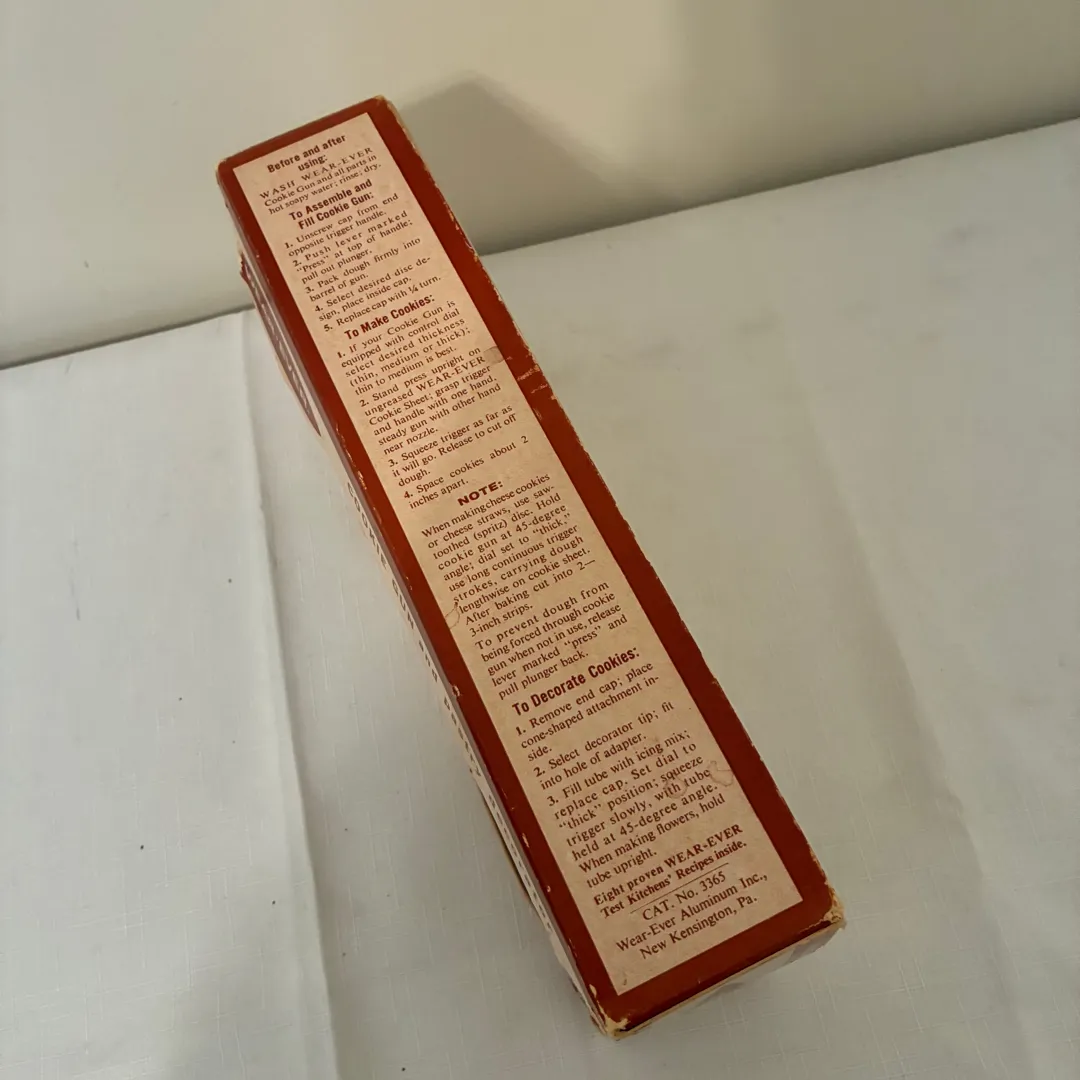 Before and after
using:
WASH WEAR-EVER
Cookie Gun and all parts in
hot soapy water; rinse; dry.
To Assemble and
Fill Cookie Gun:
1. Unscrew cap from end
opposite trigger handle.
2. Push lever marked
"Press" at top of handle;
pull out plunger.
3. Pack dough firmly into
barrel of gun.
4. Select desired disc de-
sign, place inside cap.
5. Replace cap with ¼ turn.
To Make Cookies:
1. If your Cookie Gun is
equipped with control dial
select desired thickness
(thin, medium or thick);
thin to medium is best.
2. Stand press upright on
ungreased WEAR-EVER
Cookie Sheet; grasp trigger
and handle with one hand,
steady gun with other hand
near nozzle.
3. Squeeze trigger as far as
it will go. Release to cut off
dough.
4. Space cookies about 2
inches apart.
NOTE:
When making cheese cookies
or cheese straws, use saw-
toothed (spritz) disc. Hold
cookie gun at 45-degree
angle; dial set to "thick,"
use long continuous trigger
strokes, carrying dough
lengthwise on cookie sheet.
After baking cut into 2—
3-inch strips.
To prevent dough from
being forced through cookie
gun when not in use, release
lever marked "press" and
pull plunger back.
To Decorate Cookies:
1. Remove end cap; place
cone-shaped attachment in-
side.
2. Select decorator tip; fit
into hole of adapter.
3. Fill tube with icing mix;
replace cap. Set dial to
"thick" position; squeeze
trigger slowly, with tube
held at 45-degree angle.
When making flowers, hold
tube upright.
Eight proven WEAR-EVER
Test Kitchens' Recipes inside.
CAT. No. 3365
Wear-Ever Aluminum Inc.,
New Kensington, Pa.
COOKIE GUN and